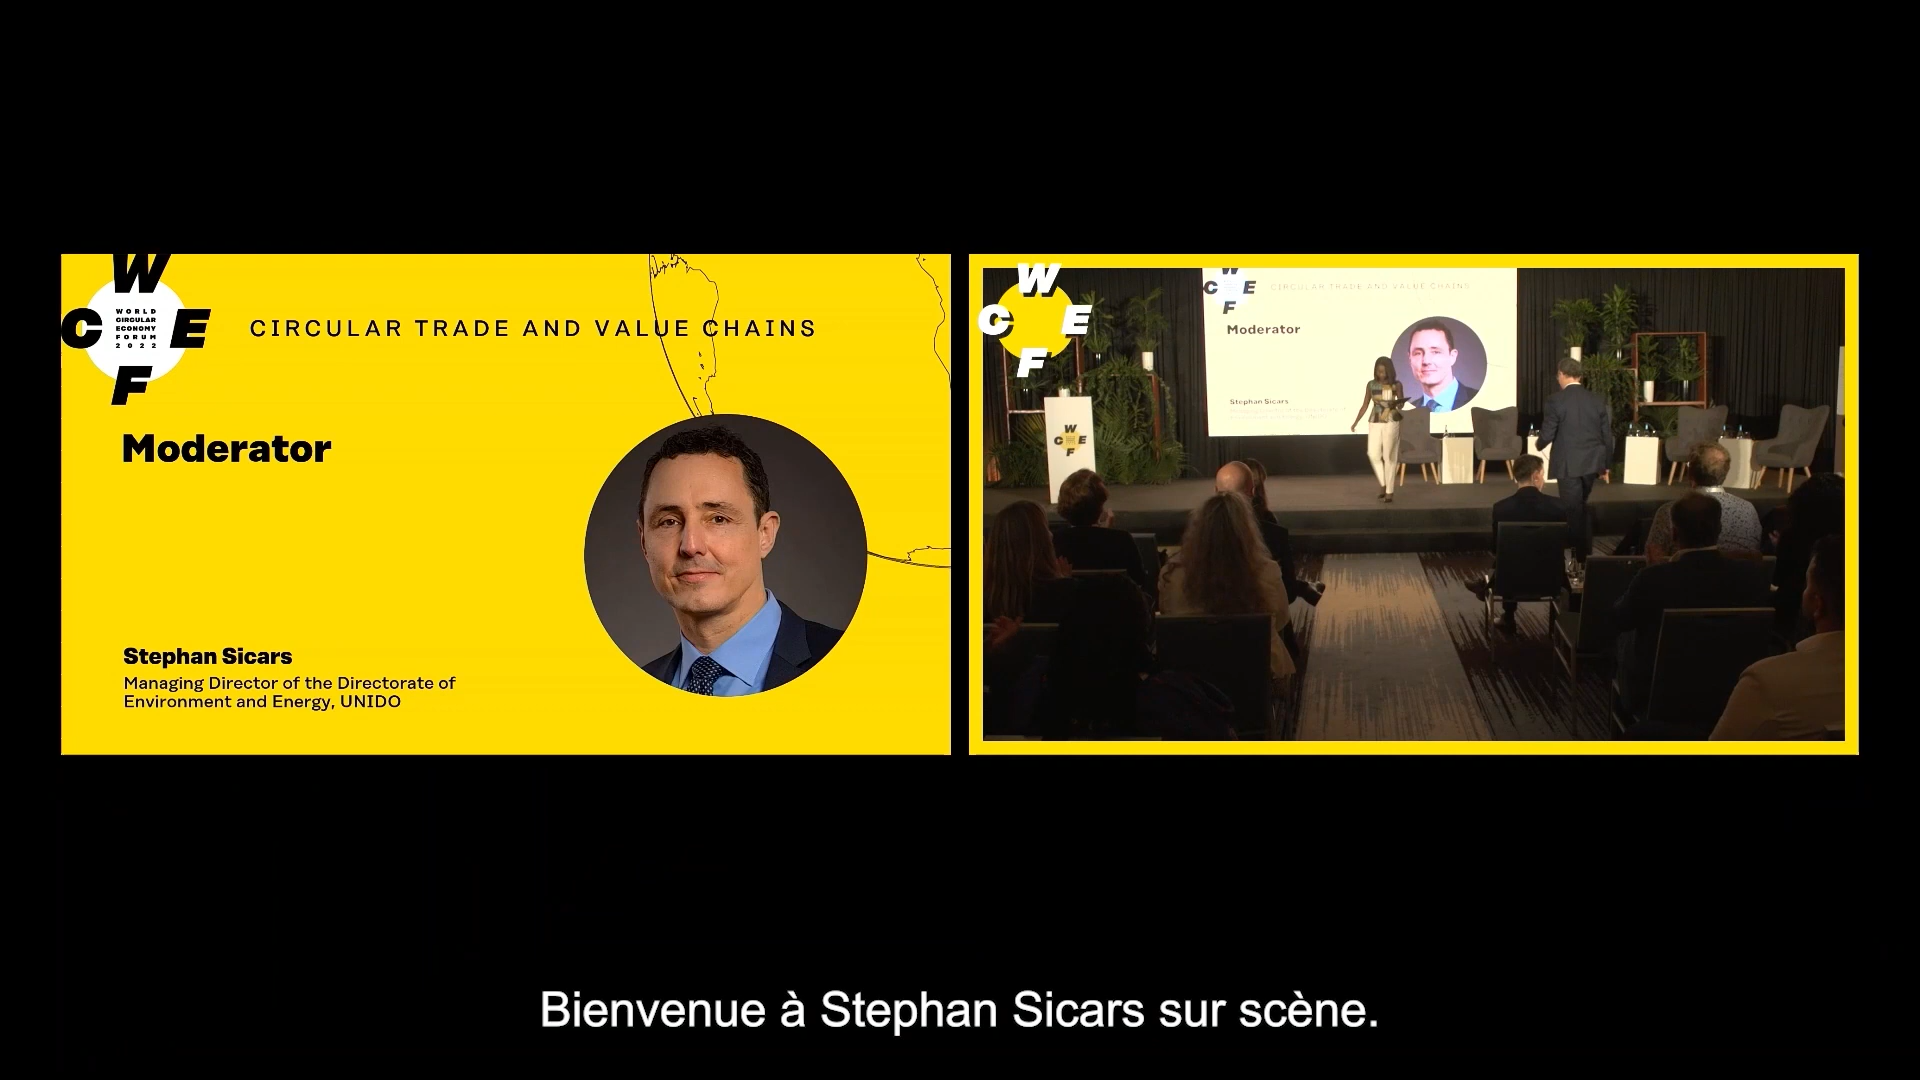 W
C E
F
WORLD
CIRCULAR
ECONOMY
FORUM
2022
CIRCULAR TRADE AND VALUE CHAINS
Moderator
Stephan Sicars
Managing Director of the Directorate of
Environment and Energy, UNIDO
W
C E
F
W
C E
F
CIRCULAR TRADE AND VALUE CHAINS
Moderator
Stephan Sicars
W
C E
F
Bienvenue à Stephan Sicars sur scène.